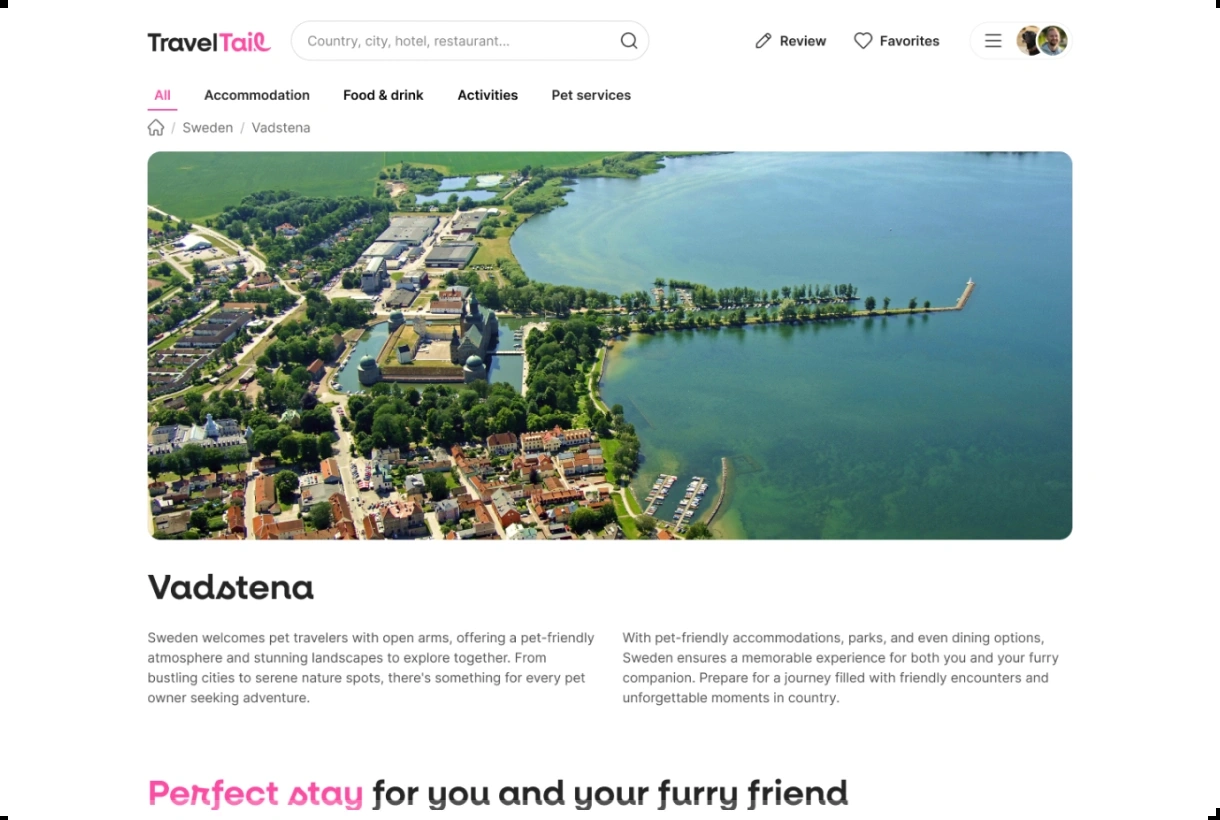 TravelTail
Country, city, hotel, restaurant...
Review
Favorites
All
Accommodation
Food & drink
Activities
Pet services
/ Sweden / Vadstena
Vadstena
Sweden welcomes pet travelers with open arms, offering a pet-friendly
atmosphere and stunning landscapes to explore together. From
bustling cities to serene nature spots, there's something for every pet
owner seeking adventure.
With pet-friendly accommodations, parks, and even dining options,
Sweden ensures a memorable experience for both you and your furry
companion. Prepare for a journey filled with friendly encounters and
unforgettable moments in country.
Perfect stay for you and your furry friend